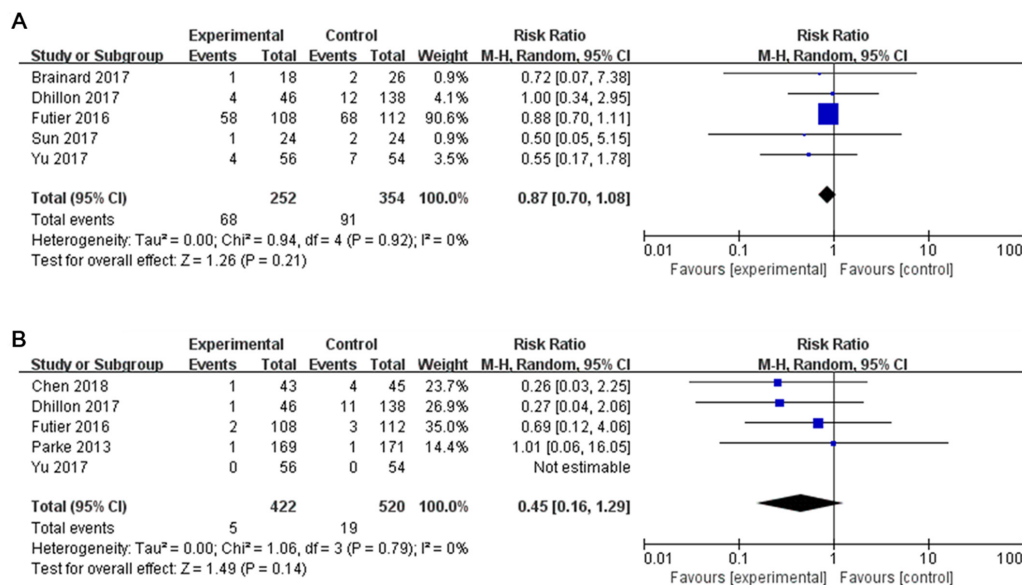 A
Experimental Control Risk Ratio Risk Ratio
Study or Subgroup Events Total Events Total Weight M-H, Random, 95% CI M-H, Random, 95% CI
Brainard 2017 1 18 2 26 0.9% 0.72 [0.07, 7.38]
Dhillon 2017 4 46 12 138 4.1% 1.00 [0.34, 2.95]
Futier 2016 58 108 68 112 90.6% 0.88 [0.70, 1.11]
Sun 2017 1 24 2 24 0.9% 0.50 [0.05, 5.15]
Yu 2017 4 56 7 54 3.5% 0.55 [0.17, 1.78]
Total (95% CI) 252 354 100.0% 0.87 [0.70, 1.08]
Total events 68 91
Heterogeneity: Tau² = 0.00; Chi² = 0.94, df = 4 (P = 0.92); I² = 0%
Test for overall effect: Z = 1.26 (P = 0.21)
0.01 0.1 1 10 100
Favours [experimental] Favours [control]
B
Experimental Control Risk Ratio Risk Ratio
Study or Subgroup Events Total Events Total Weight M-H, Random, 95% CI M-H, Random, 95% CI
Chen 2018 1 43 4 45 23.7% 0.26 [0.03, 2.25]
Dhillon 2017 1 46 11 138 26.9% 0.27 [0.04, 2.06]
Futier 2016 2 108 3 112 35.0% 0.69 [0.12, 4.06]
Parke 2013 1 169 1 171 14.4% 1.01 [0.06, 16.05]
Yu 2017 0 56 0 54 Not estimable
Total (95% CI) 422 520 100.0% 0.45 [0.16, 1.29]
Total events 5 19
Heterogeneity: Tau² = 0.00; Chi² = 1.06, df = 3 (P = 0.79); I² = 0%
Test for overall effect: Z = 1.49 (P = 0.14)
0.01 0.1 1 10 100
Favours [experimental] Favours [control]